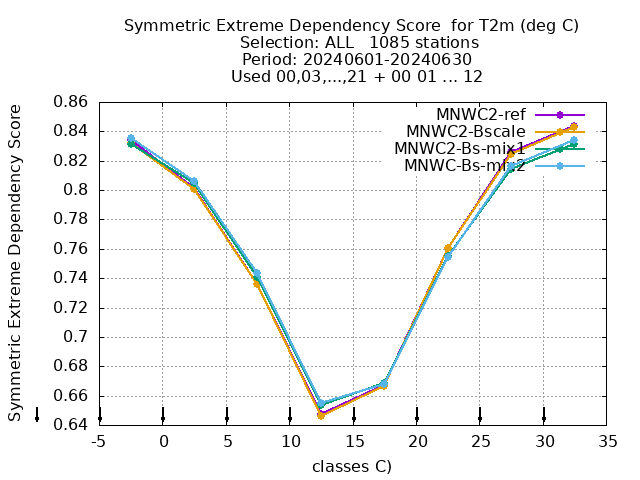 Symmetric Extreme Dependency Score for T2m (deg C)
Selection: ALL 1085 stations
Period: 20240601-20240630
Used 00,03,...,21 + 00 01 ... 12
Symmetric Extreme Dependency Score
0.86
0.84
0.82
0.8
0.78
0.76
0.74
0.72
0.7
0.68
0.66
0.64
MNWC2-ref
MNWC2-Bscale
MNWC2-Bs-mix1
MNWC-Bs-mix2
-5
0
5
10
15
20
25
30
35
classes C)